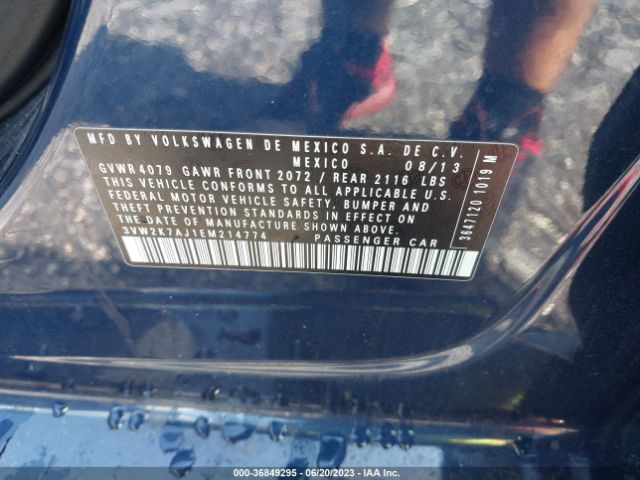 MFD BY VOLKSWAGEN DE MEXICO S.A. DE C.V.
MEXICO 08/13
GVWR 4079 GAWR FRONT 2072 / REAR 2116 LBS
THIS VEHICLE CONFORMS TO ALL APPLICABLE U.S.
FEDERAL MOTOR VEHICLE SAFETY, BUMPER AND
THEFT PREVENTION STANDARDS IN EFFECT ON
THE DATE OF MANUFACTURE SHOWN ABOVE
3VW2K7AJ1EM214774 PASSENGER CAR
3647120 1019 M
000-36849295 - 06/20/2023 - IAA Inc.